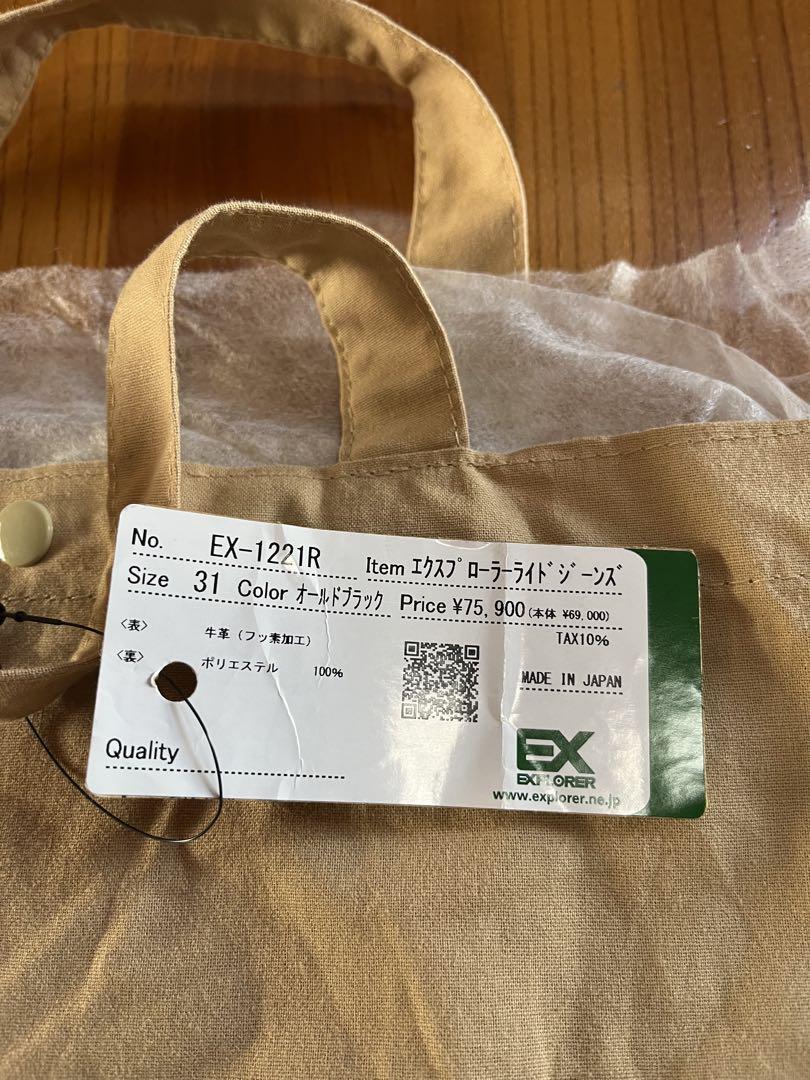 No. EX-1221R Item エクスプローラーライドジーンズ
Size 31 Color オールドブラック Price ¥75,900(本体 ¥69,000)
TAX10%
〈表〉 牛革(フッ素加工)
〈裏〉 ポリエステル 100%
MADE IN JAPAN
Quality
EX
EXPLORER
www.explorer.ne.jp